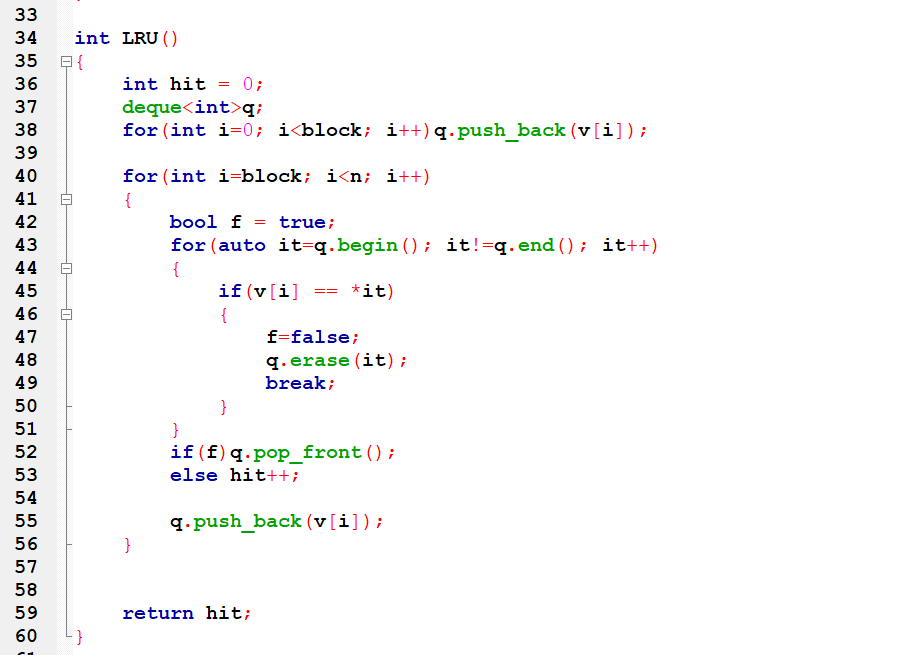 33
34 int LRU()
35 {
36     int hit = 0;
37     deque<int>q;
38     for(int i=0; i<block; i++)q.push_back(v[i]);
39
40     for(int i=block; i<n; i++)
41     {
42         bool f = true;
43         for(auto it=q.begin(); it!=q.end(); it++)
44         {
45             if(v[i] == *it)
46             {
47                 f=false;
48                 q.erase(it);
49                 break;
50             }
51         }
52         if(f)q.pop_front();
53         else hit++;
54
55         q.push_back(v[i]);
56     }
57
58
59     return hit;
60 }